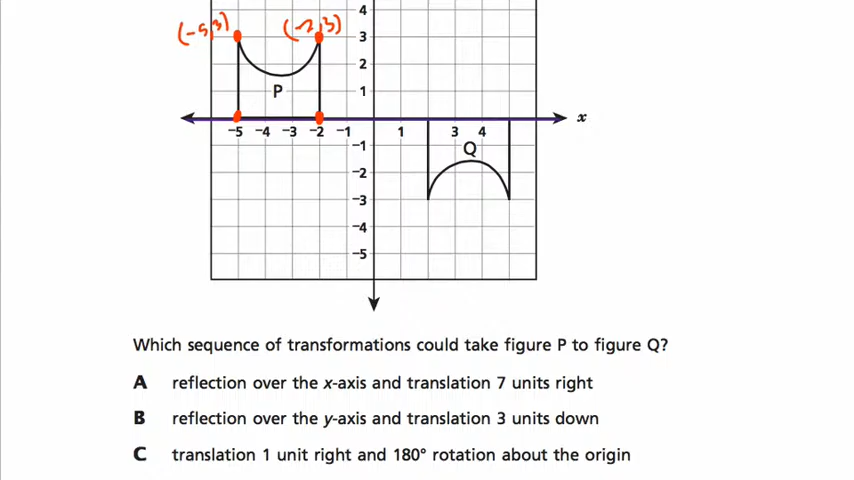 4
(-5,3) (-2,3) 3
2
P 1
x
-5 -4 -3 -2 -1 1 3 4
-1 Q
-2
-3
-4
-5
Which sequence of transformations could take figure P to figure Q?
A reflection over the x-axis and translation 7 units right
B reflection over the y-axis and translation 3 units down
C translation 1 unit right and 180° rotation about the origin